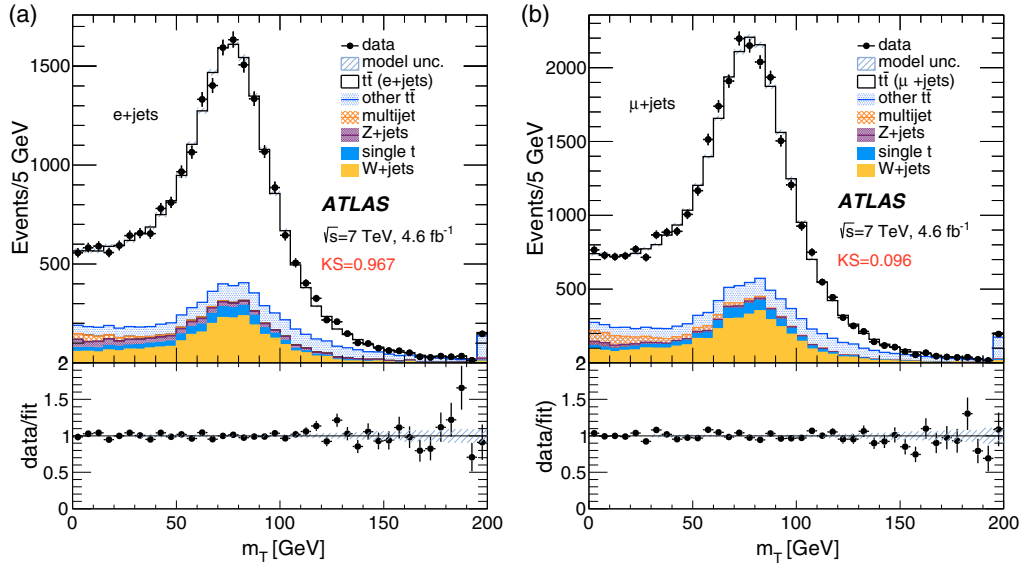 (a)
Events/5 GeV
1500
1000
500
e+jets
data
model unc.
tt̄ (e+jets)
other tt̄
multijet
Z+jets
single t
W+jets
ATLAS
√s=7 TeV, 4.6 fb⁻¹
KS=0.967
data/fit
2
1.5
1
0.5
0
0 50 100 150 200
m_T [GeV]
(b)
Events/5 GeV
2000
1500
1000
500
μ+jets
data
model unc.
tt̄ (μ +jets)
other tt̄
multijet
Z+jets
single t
W+jets
ATLAS
√s=7 TeV, 4.6 fb⁻¹
KS=0.096
data/fit)
2
1.5
1
0.5
0
0 50 100 150 200
m_T [GeV]